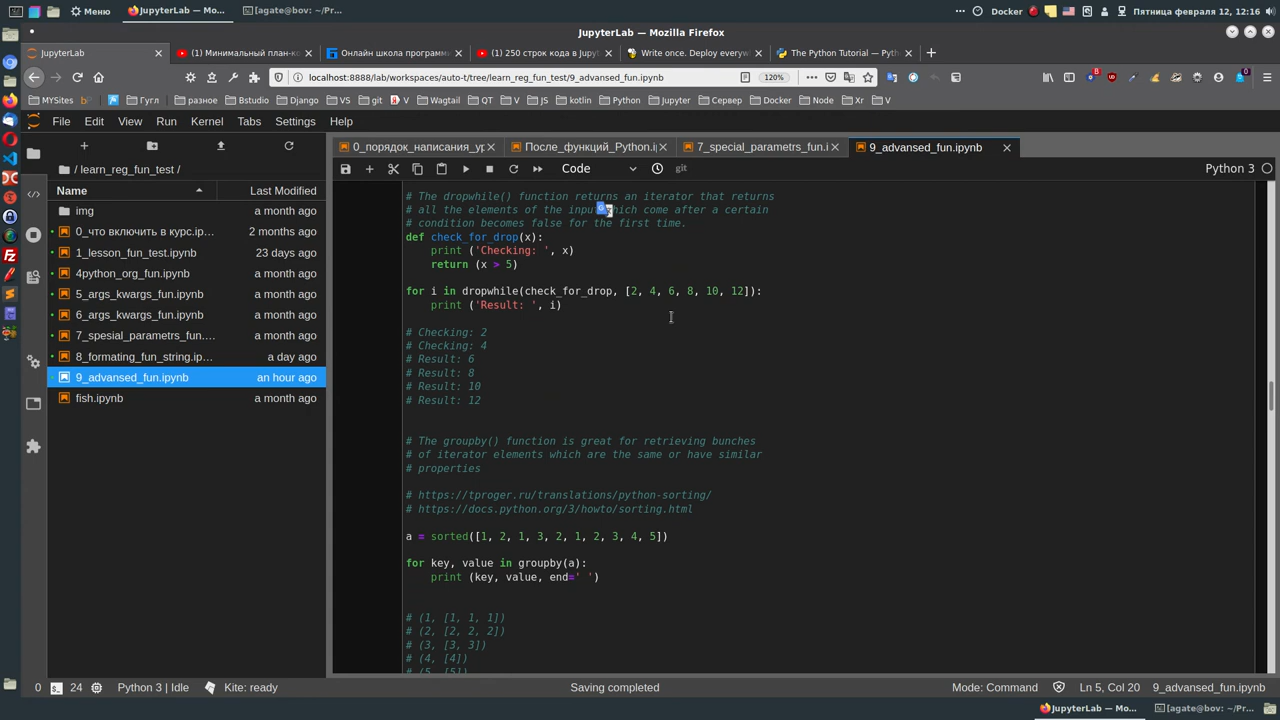 Меню
JupyterLab — Mo...
[agate@bov: ~/Pr...
Docker
Пятница февраля 12, 12:16
JupyterLab — Mozilla Firefox
JupyterLab
(1) Минимальный план-ко
Онлайн школа программ
(1) 250 строк кода в Jupyt
Write once. Deploy everyw
The Python Tutorial — Pyth
localhost:8888/lab/workspaces/auto-t/tree/learn_reg_fun_test/9_advansed_fun.ipynb
120%
8
0
MYSites
Гугл
разное
Bstudio
Django
VS
git
V
Wagtail
QT
V
JS
kotlin
Python
Jupyter
Сервер
Docker
Node
Xr
V
File
Edit
View
Run
Kernel
Tabs
Settings
Help
0_порядок_написания_ур
После_функций_Python.i
7_special_parametrs_fun.i
9_advansed_fun.ipynb
/ learn_reg_fun_test /
Code
git
Python 3
Name
Last Modified
img
0_что включить в курс.ip...
2 months ago
1_lesson_fun_test.ipynb
23 days ago
4python_org_fun.ipynb
a month ago
5_args_kwargs_fun.ipynb
a month ago
6_args_kwargs_fun.ipynb
a month ago
7_spesial_parametrs_fun....
a month ago
8_formating_fun_string.ip...
a day ago
9_advansed_fun.ipynb
an hour ago
fish.ipynb
a month ago
# The dropwhile() function returns an iterator that returns
# all the elements of the input which come after a certain
# condition becomes false for the first time.
def check_for_drop(x):
print ('Checking: ', x)
return (x > 5)
for i in dropwhile(check_for_drop, [2, 4, 6, 8, 10, 12]):
print ('Result: ', i)
# Checking: 2
# Checking: 4
# Result: 6
# Result: 8
# Result: 10
# Result: 12
# The groupby() function is great for retrieving bunches
# of iterator elements which are the same or have similar
# properties
# https://tproger.ru/translations/python-sorting/
# https://docs.python.org/3/howto/sorting.html
a = sorted([1, 2, 1, 3, 2, 1, 2, 3, 4, 5])
for key, value in groupby(a):
print (key, value, end=' ')
# (1, [1, 1, 1])
# (2, [2, 2, 2])
# (3, [3, 3])
# (4, [4])
# (5, [5])
0
24
Python 3 | Idle
Kite: ready
Saving completed
Mode: Command
Ln 5, Col 20
9_advansed_fun.ipynb
JupyterLab — Mo...
[agate@bov: ~/Pr...